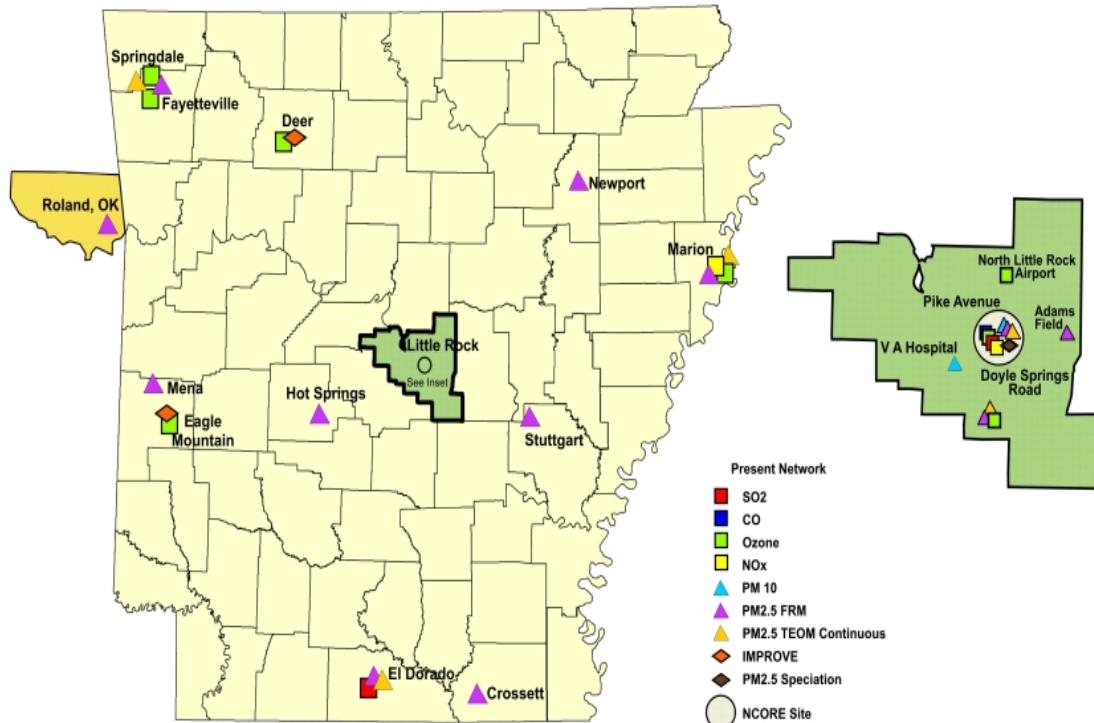 Springdale
Fayetteville
Deer
Newport
Roland, OK
Marion
North Little Rock
Airport
Pike Avenue
Adams
Field
Little Rock
See Inset
V A Hospital
Doyle Springs
Road
Mena
Hot Springs
Eagle
Mountain
Stuttgart
Present Network
SO2
CO
Ozone
NOx
PM 10
PM2.5 FRM
PM2.5 TEOM Continuous
IMPROVE
PM2.5 Speciation
NCORE Site
El Dorado
Crossett